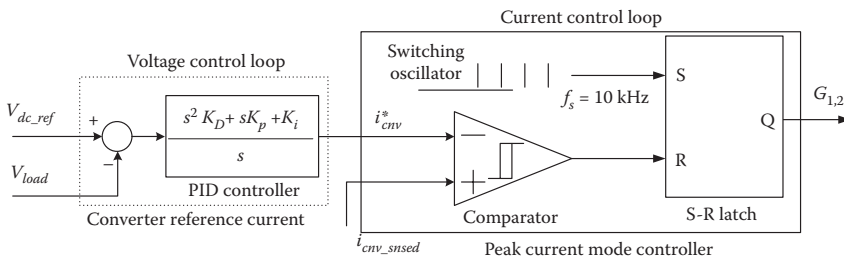 Current control loop
Voltage control loop
Switching
oscillator
S
f_s = 10 kHz
G_1,2
V_dc_ref
+
s² K_D + sK_p + K_i
s
i*_cnv
−
Q
V_load
−
PID controller
+
R
Converter reference current
Comparator
S-R latch
i_cnv_snsed
Peak current mode controller